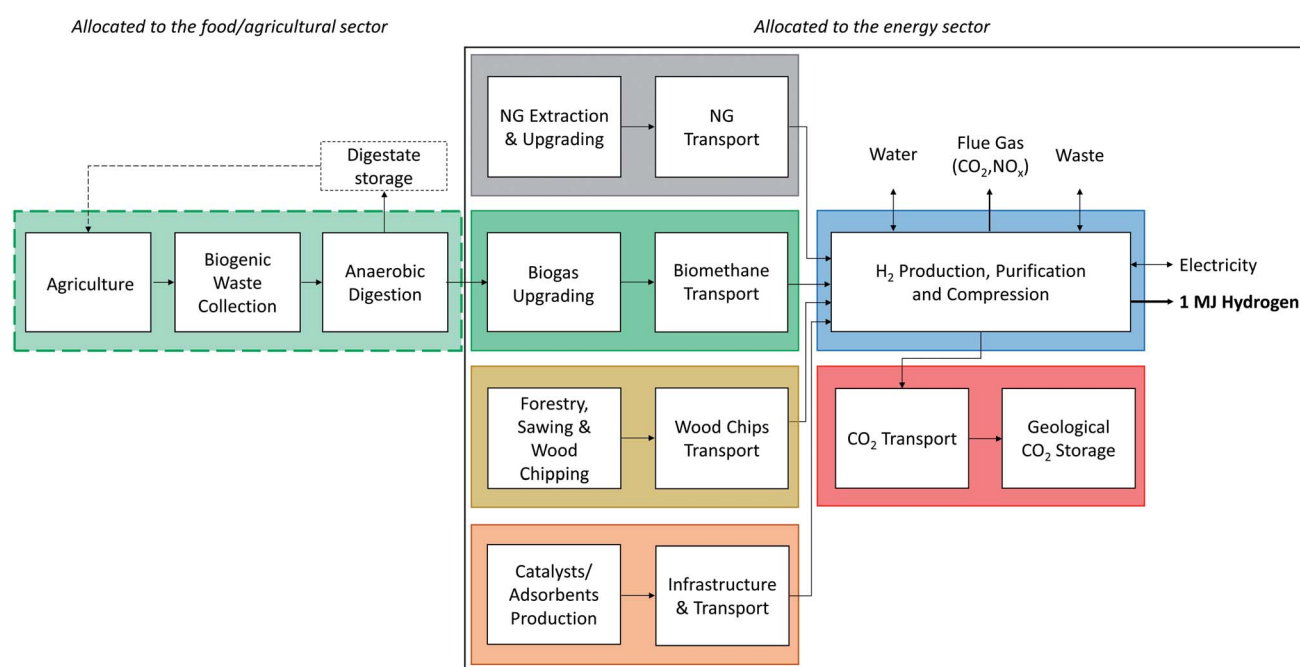 Allocated to the food/agricultural sector
Allocated to the energy sector
NG Extraction
& Upgrading
NG
Transport
Digestate
storage
Water
Flue Gas
(CO₂,NOₓ)
Waste
Agriculture
Biogenic
Waste
Collection
Anaerobic
Digestion
Biogas
Upgrading
Biomethane
Transport
H₂ Production, Purification
and Compression
Electricity
1 MJ Hydrogen
Forestry,
Sawing &
Wood
Chipping
Wood Chips
Transport
CO₂ Transport
Geological
CO₂ Storage
Catalysts/
Adsorbents
Production
Infrastructure
& Transport